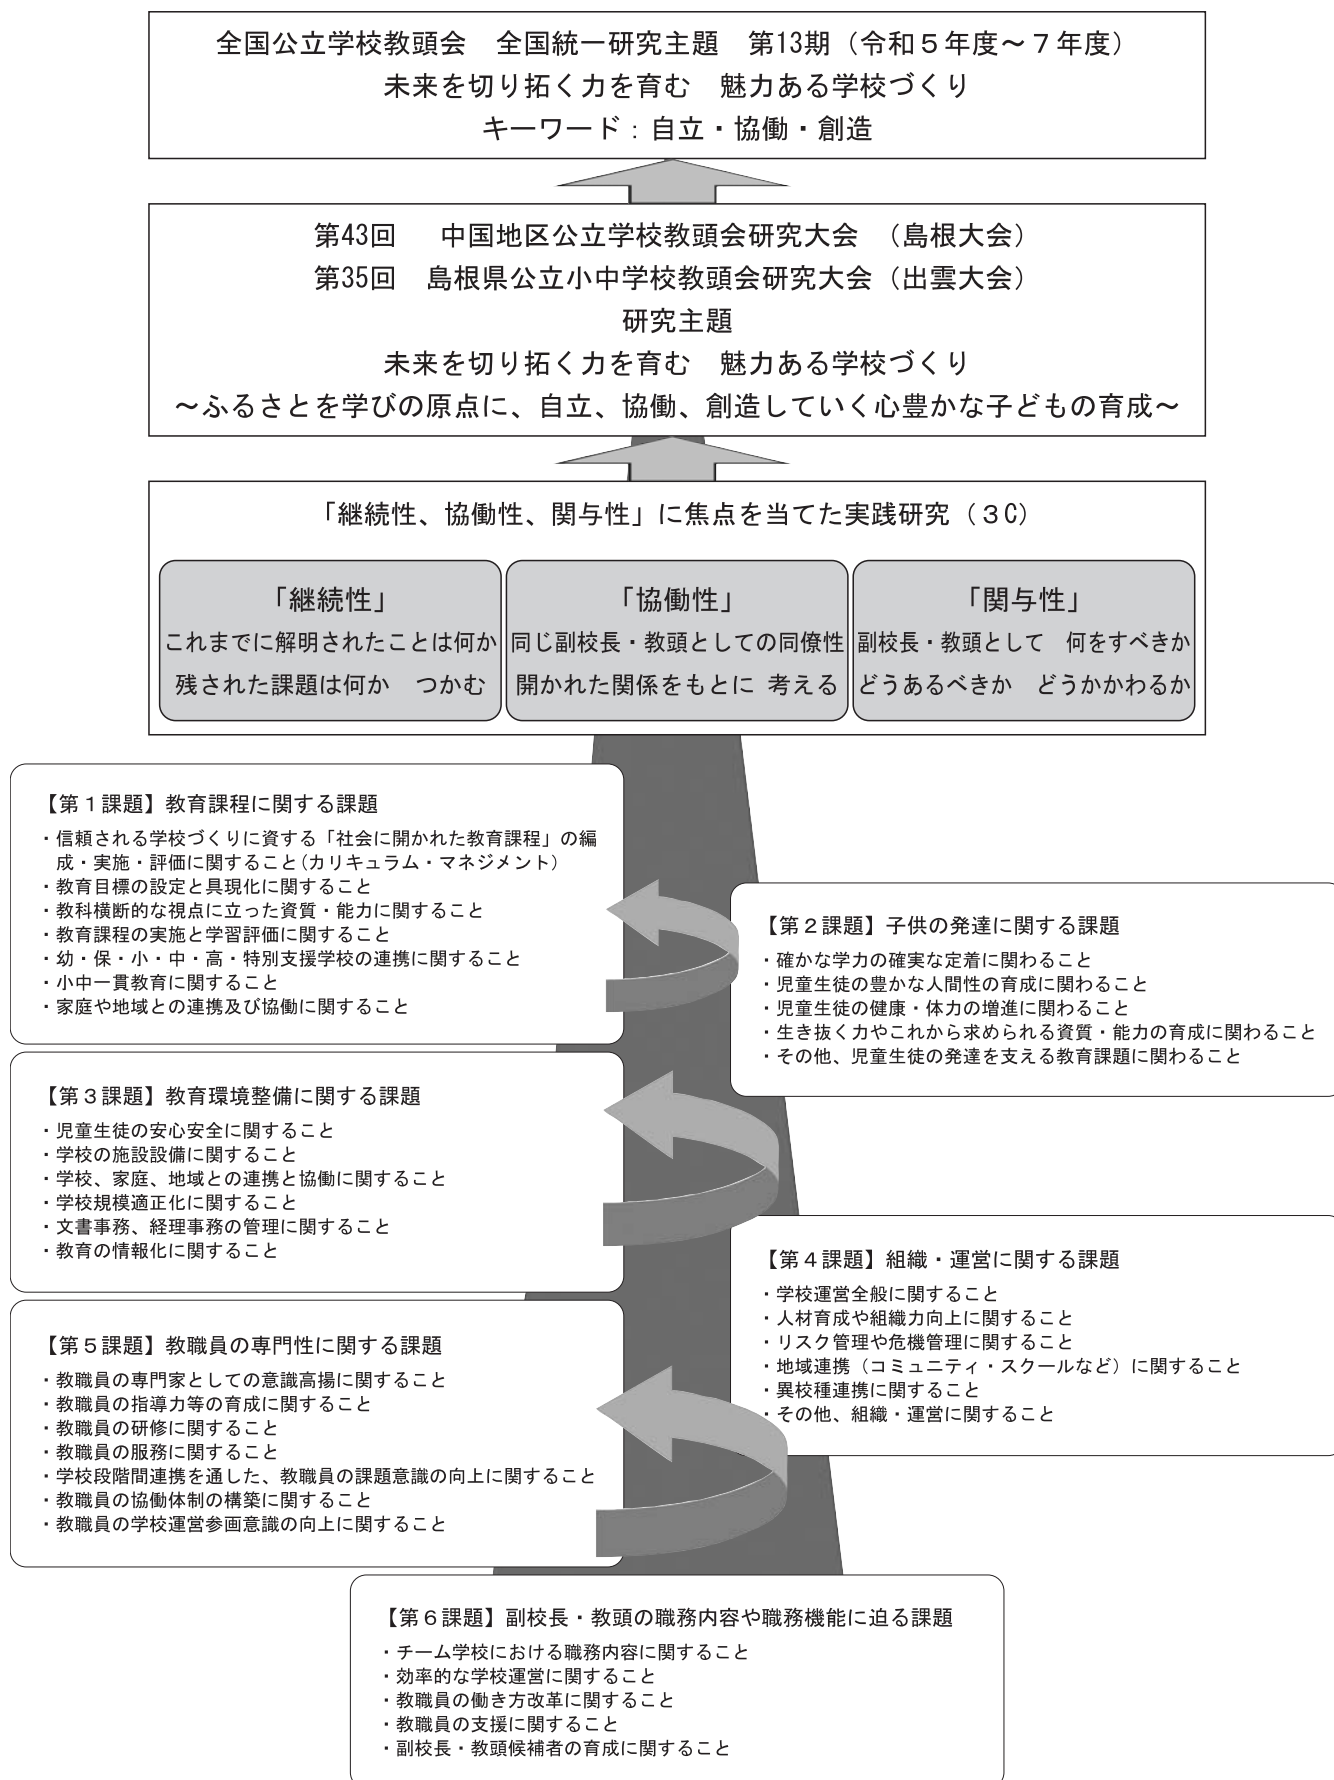 全国公立学校教頭会　全国統一研究主題　第13期（令和５年度～７年度）
未来を切り拓く力を育む　魅力ある学校づくり
キーワード：自立・協働・創造
第43回　中国地区公立学校教頭会研究大会　（島根大会）
第35回　島根県公立小中学校教頭会研究大会（出雲大会）
研究主題
未来を切り拓く力を育む　魅力ある学校づくり
～ふるさとを学びの原点に、自立、協働、創造していく心豊かな子どもの育成～
「継続性、協働性、関与性」に焦点を当てた実践研究（３C）
「継続性」
これまでに解明されたことは何か
残された課題は何か　つかむ
「協働性」
同じ副校長・教頭としての同僚性
開かれた関係をもとに 考える
「関与性」
副校長・教頭として　何をすべきか
どうあるべきか　どうかかわるか
【第１課題】教育課程に関する課題
・信頼される学校づくりに資する「社会に開かれた教育課程」の編
成・実施・評価に関すること(カリキュラム・マネジメント)
・教育目標の設定と具現化に関すること
・教科横断的な視点に立った資質・能力に関すること
・教育課程の実施と学習評価に関すること
・幼・保・小・中・高・特別支援学校の連携に関すること
・小中一貫教育に関すること
・家庭や地域との連携及び協働に関すること
【第２課題】子供の発達に関する課題
・確かな学力の確実な定着に関わること
・児童生徒の豊かな人間性の育成に関わること
・児童生徒の健康・体力の増進に関わること
・生き抜く力やこれから求められる資質・能力の育成に関わること
・その他、児童生徒の発達を支える教育課題に関わること
【第３課題】教育環境整備に関する課題
・児童生徒の安心安全に関すること
・学校の施設設備に関すること
・学校、家庭、地域との連携と協働に関すること
・学校規模適正化に関すること
・文書事務、経理事務の管理に関すること
・教育の情報化に関すること
【第４課題】組織・運営に関する課題
・学校運営全般に関すること
・人材育成や組織力向上に関すること
・リスク管理や危機管理に関すること
・地域連携（コミュニティ・スクールなど）に関すること
・異校種連携に関すること
・その他、組織・運営に関すること
【第５課題】教職員の専門性に関する課題
・教職員の専門家としての意識高揚に関すること
・教職員の指導力等の育成に関すること
・教職員の研修に関すること
・教職員の服務に関すること
・学校段階間連携を通した、教職員の課題意識の向上に関すること
・教職員の協働体制の構築に関すること
・教職員の学校運営参画意識の向上に関すること
【第６課題】副校長・教頭の職務内容や職務機能に迫る課題
・チーム学校における職務内容に関すること
・効率的な学校運営に関すること
・教職員の働き方改革に関すること
・教職員の支援に関すること
・副校長・教頭候補者の育成に関すること